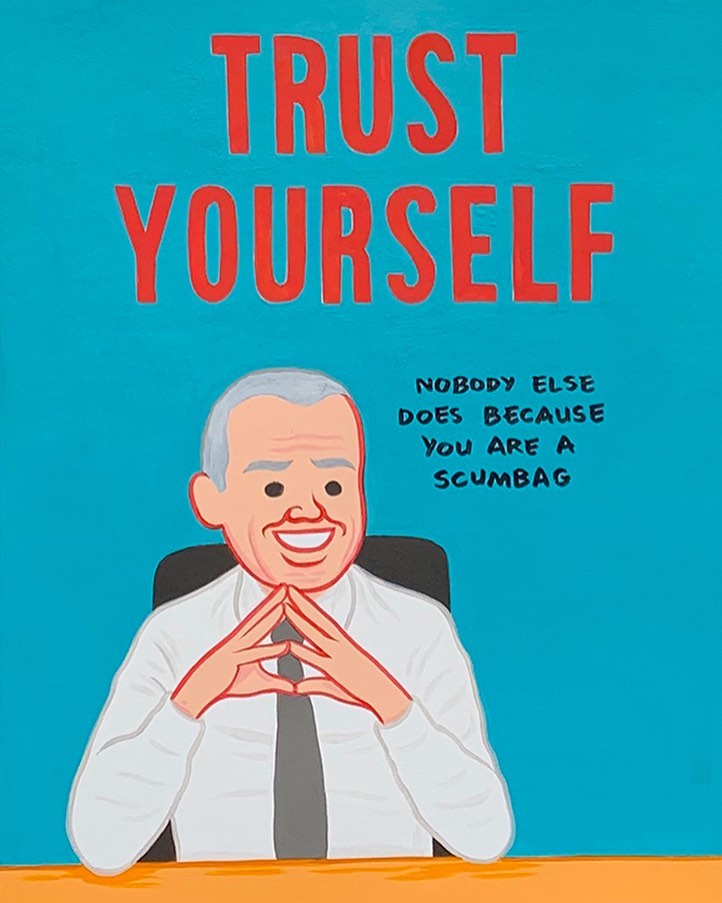 TRUST
YOURSELF
NOBODY ELSE
DOES BECAUSE
YOU ARE A
SCUMBAG